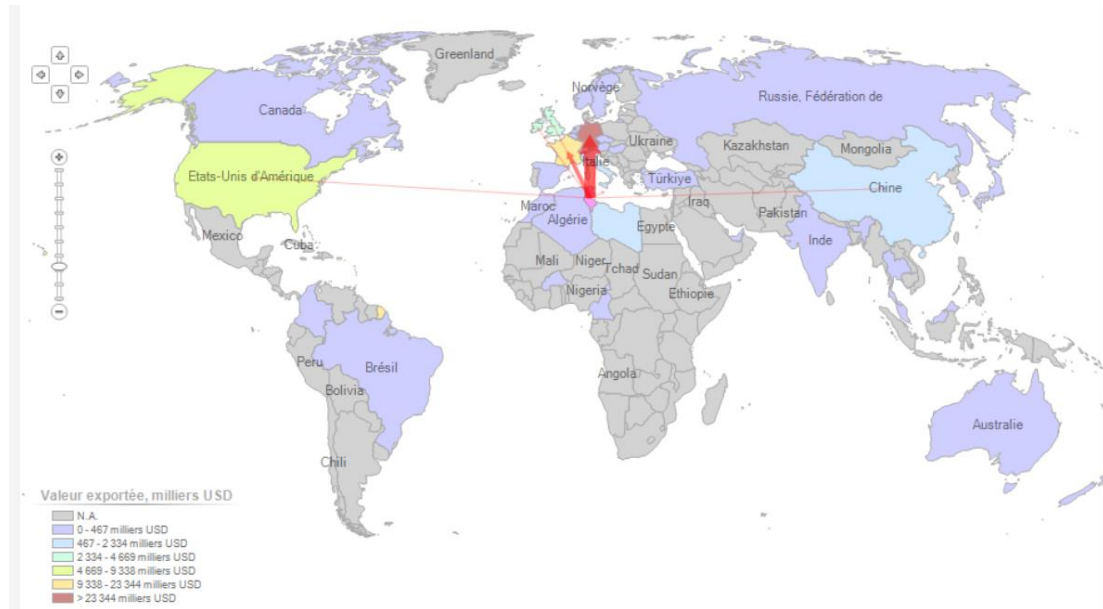 Greenland
Norvège
Canada
Russie, Fédération de
Ukraine
Kazakhstan
Mongolia
Italie
Etats-Unis d'Amérique
Türkiye
Chine
Maroc
Iraq
Algérie
Pakistan
Egypte
Mexico
Inde
Cuba
Mali
Niger
Tchad
Sudan
Nigeria
Ethiopie
Peru
Brésil
Angola
Bolivia
Australie
Chili
Valeur exportée, milliers USD
N.A.
0 - 467 milliers USD
467 - 2 334 milliers USD
2 334 - 4 669 milliers USD
4 669 - 9 338 milliers USD
9 338 - 23 344 milliers USD
> 23 344 milliers USD